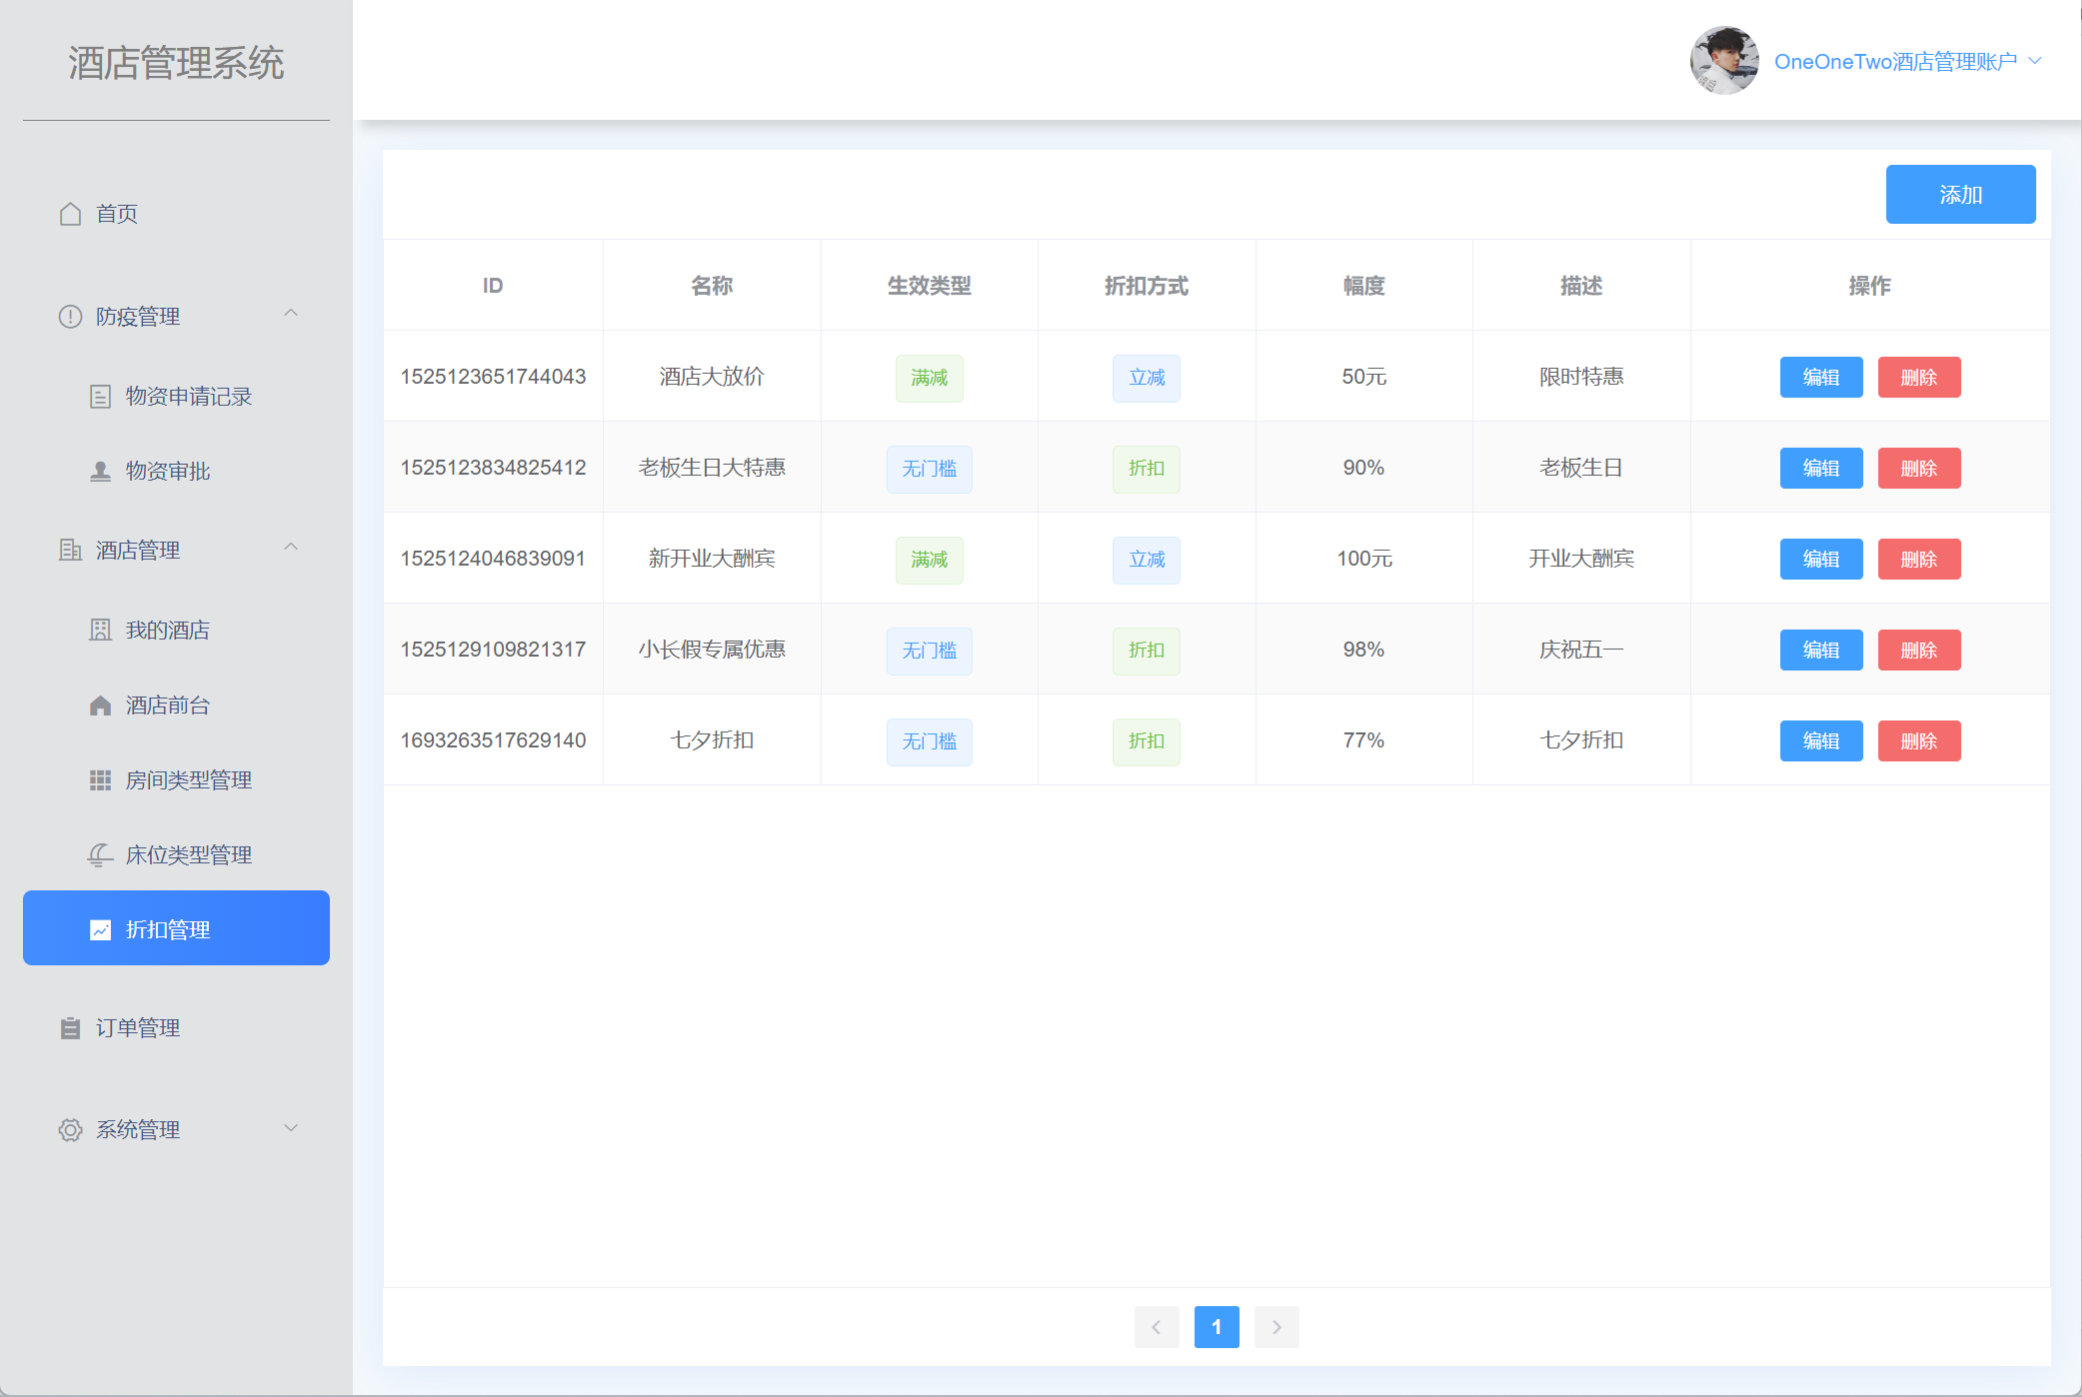 酒店管理系统
OneOneTwo酒店管理账户
首页
防疫管理
物资申请记录
物资审批
酒店管理
我的酒店
酒店前台
房间类型管理
床位类型管理
折扣管理
订单管理
系统管理
添加
ID 名称 生效类型 折扣方式 幅度 描述 操作
1525123651744043 酒店大放价 满减 立减 50元 限时特惠 编辑 删除
1525123834825412 老板生日大特惠 无门槛 折扣 90% 老板生日 编辑 删除
1525124046839091 新开业大酬宾 满减 立减 100元 开业大酬宾 编辑 删除
1525129109821317 小长假专属优惠 无门槛 折扣 98% 庆祝五一 编辑 删除
1693263517629140 七夕折扣 无门槛 折扣 77% 七夕折扣 编辑 删除
1